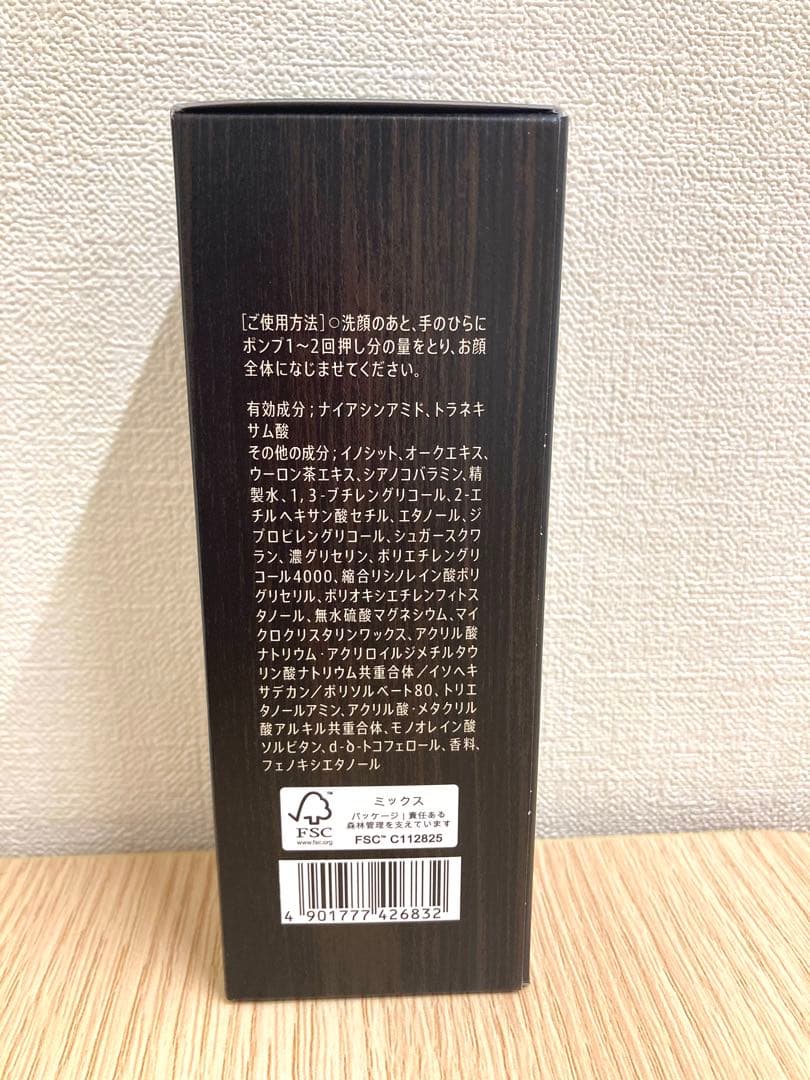 [ご使用方法]○洗顔のあと、手のひらに
ポンプ1〜2回押し分の量をとり、お顔
全体になじませてください。
有効成分;ナイアシンアミド、トラネキ
サム酸
その他の成分;イノシット、オークエキス、
ウーロン茶エキス、シアノコバラミン、精
製水、1,3-ブチレングリコール、2-エ
チルヘキサン酸セチル、エタノール、ジ
プロピレングリコール、シュガースクワ
ラン、濃グリセリン、ポリエチレングリ
コール4000、縮合リシノレイン酸ポリ
グリセリル、ポリオキシエチレンフィトス
タノール、無水硫酸マグネシウム、マイ
クロクリスタリンワックス、アクリル酸
ナトリウム・アクリロイルジメチルタウ
リン酸ナトリウム共重合体/イソヘキ
サデカン/ポリソルベート80、トリエ
タノールアミン、アクリル酸・メタクリル
酸アルキル共重合体、モノオレイン酸
ソルビタン、d-δ-トコフェロール、香料、
フェノキシエタノール
FSC
www.fsc.org
ミックス
パッケージ|責任ある
森林管理を支えています
FSC™ C112825
4 901777 426832